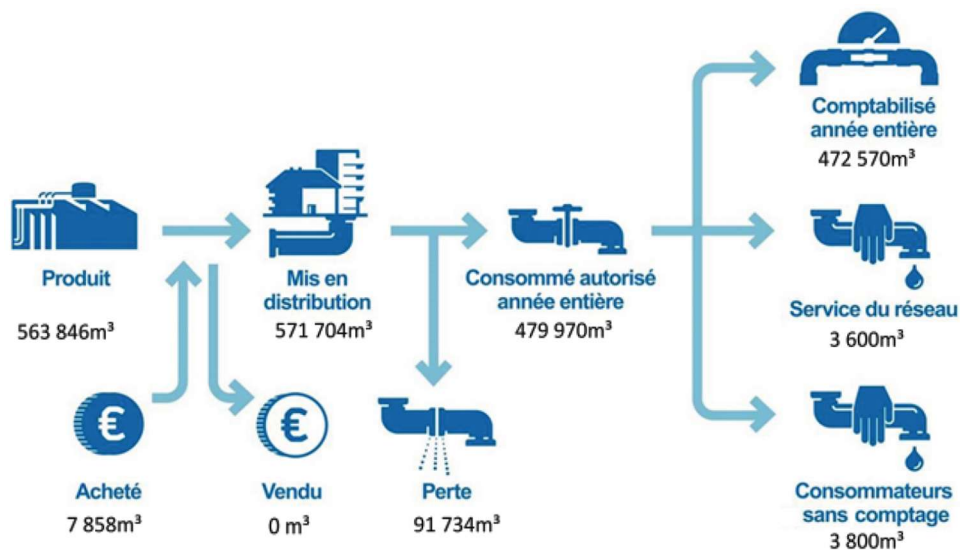 Comptabilisé
année entière
472 570m³
Produit
563 846m³
Mis en
distribution
571 704m³
Consommé autorisé
année entière
479 970m³
Service du réseau
3 600m³
€
Acheté
7 858m³
€
Vendu
0 m³
Perte
91 734m³
Consommateurs
sans comptage
3 800m³